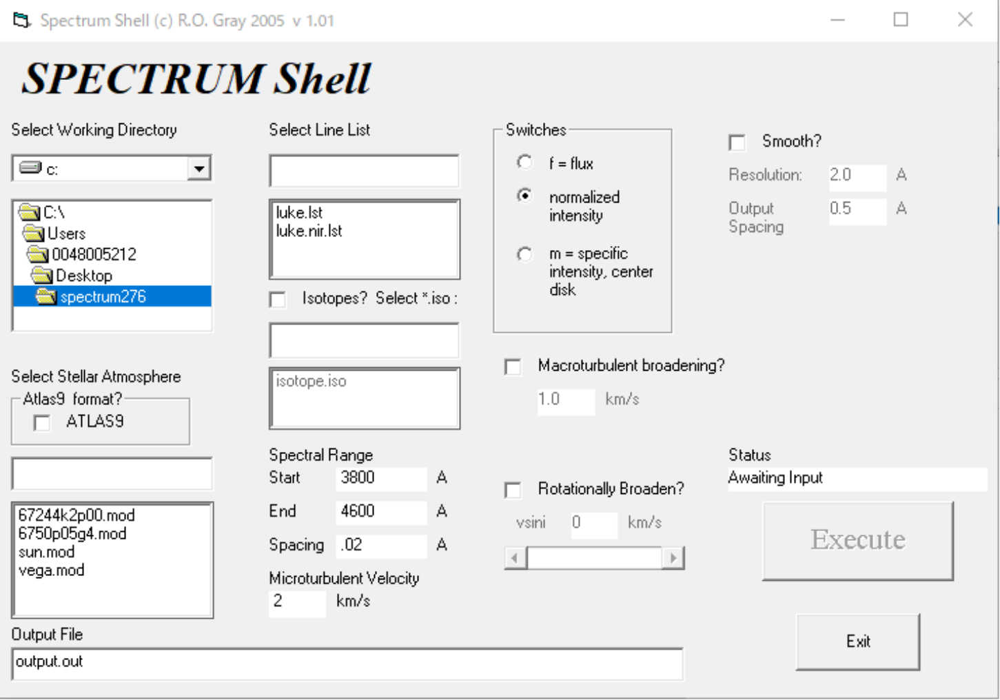 Spectrum Shell (c) R.O. Gray 2005 v 1.01
SPECTRUM Shell
Select Working Directory
c:
C:\
Users
0048005212
Desktop
spectrum276
Select Stellar Atmosphere
Atlas9 format?
ATLAS9
67244k2p00.mod
6750p05g4.mod
sun.mod
vega.mod
Output File
output.out
Select Line List
luke.lst
luke.nir.lst
Isotopes? Select *.iso :
isotope.iso
Spectral Range
Start 3800 A
End 4600 A
Spacing .02 A
Microturbulent Velocity
2 km/s
Switches
f = flux
normalized
intensity
m = specific
intensity, center
disk
Macroturbulent broadening?
1.0 km/s
Rotationally Broaden?
vsini 0 km/s
Smooth?
Resolution: 2.0 A
Output 0.5 A
Spacing
Status
Awaiting Input
Execute
Exit